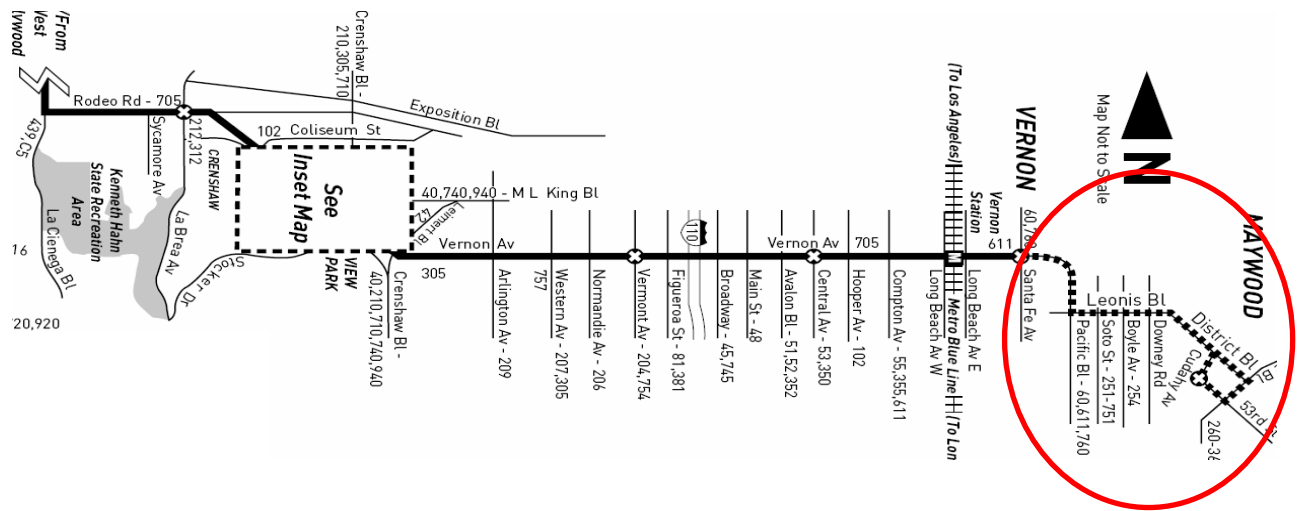 /From
West
Rodeo Rd - 705
439,C5
Sycamore Av
212,312
CRENSHAW
Kenneth Hahn
State Recreation
Area
La Cienega Bl
La Brea Av
Stocker Dr
16
20,920
Crenshaw Bl -
210,305,710
Exposition Bl
102 Coliseum St
See
Inset Map
VIEW
PARK
40,740,940 - M L King Bl
42
Leimert Bl
Vernon Av
305
Crenshaw Bl -
40,210,710,740,940
Arlington Av - 209
Western Av - 207,305
757
Normandie Av - 206
Vermont Av - 204,754
110
Figueroa St - 81,381
Broadway - 45,745
Main St - 48
Vernon Av 705
Avalon Bl - 51,52,352
Central Av - 53,350
Hooper Av - 102
Compton Av - 55,355,611
(To Los Angeles)
M
Long Beach Av W
Metro Blue Line
(To Lon
Long Beach Av E
Vernon
Station
611
VERNON
60,760
Santa Fe Av
Map Not to Scale
N
MAYWOOD
Leonis Bl
Pacific Bl - 60,611,760
Soto St - 251-751
Boyle Av - 254
Downey Rd
District Bl
Cudahy Av
53rd